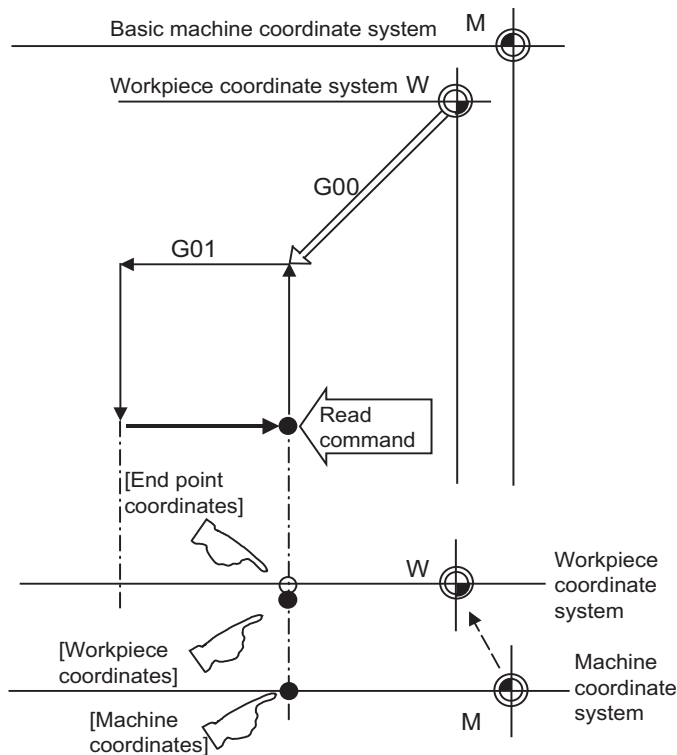 Basic machine coordinate system M
Workpiece coordinate system W
G00
G01
Read
command
[End point
coordinates]
W
Workpiece
coordinate
system
[Workpiece
coordinates]
Machine
coordinate
system
[Machine
coordinates]
M